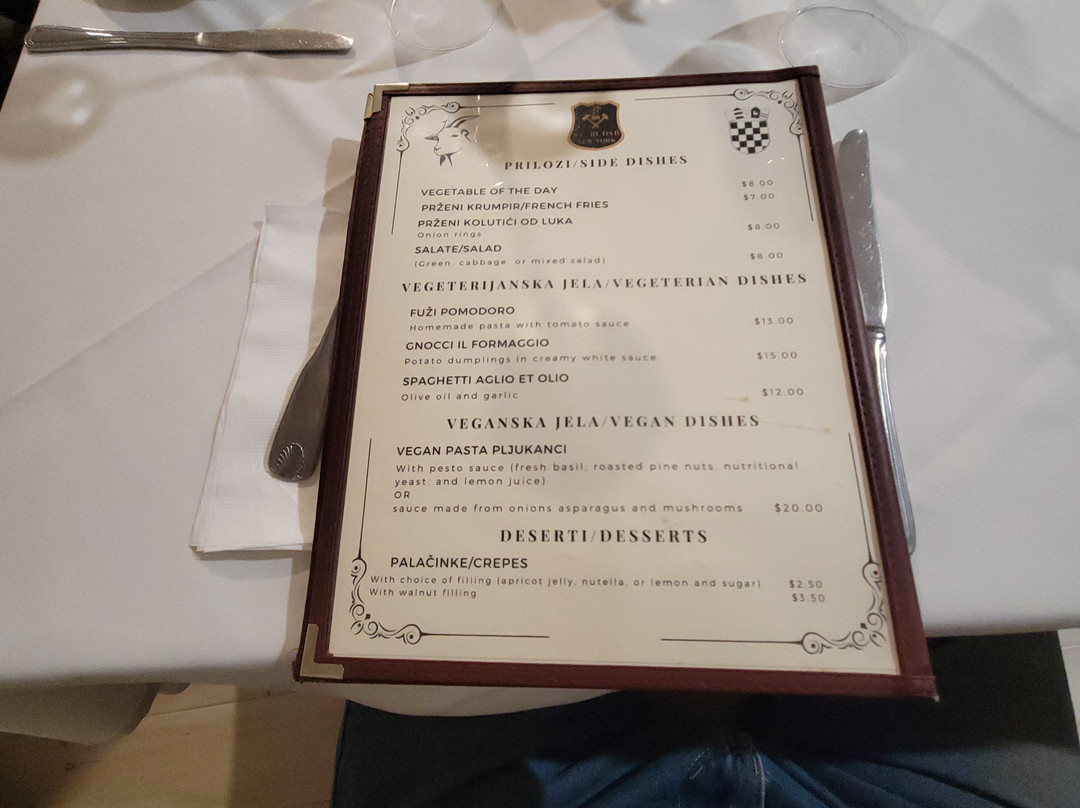 PRILOZI/SIDE DISHES
VEGETABLE OF THE DAY $8.00
PRŽENI KRUMPIR/FRENCH FRIES $7.00
PRŽENI KOLUTIĆI OD LUKA
Onion rings $8.00
SALATE/SALAD
(Green, cabbage, or mixed salad) $8.00
VEGETERIJANSKA JELA/VEGETERIAN DISHES
FUŽI POMODORO
Homemade pasta with tomato sauce $13.00
GNOCCI IL FORMAGGIO
Potato dumplings in creamy white sauce $15.00
SPAGHETTI AGLIO ET OLIO
Olive oil and garlic $12.00
VEGANSKA JELA/VEGAN DISHES
VEGAN PASTA PLJUKANCI
With pesto sauce (fresh basil, roasted pine nuts, nutritional
yeast, and lemon juice)
OR
sauce made from onions asparagus and mushrooms $20.00
DESERTI/DESSERTS
PALAČINKE/CREPES
With choice of filling (apricot jelly, nutella, or lemon and sugar) $2.50
With walnut filling $3.50